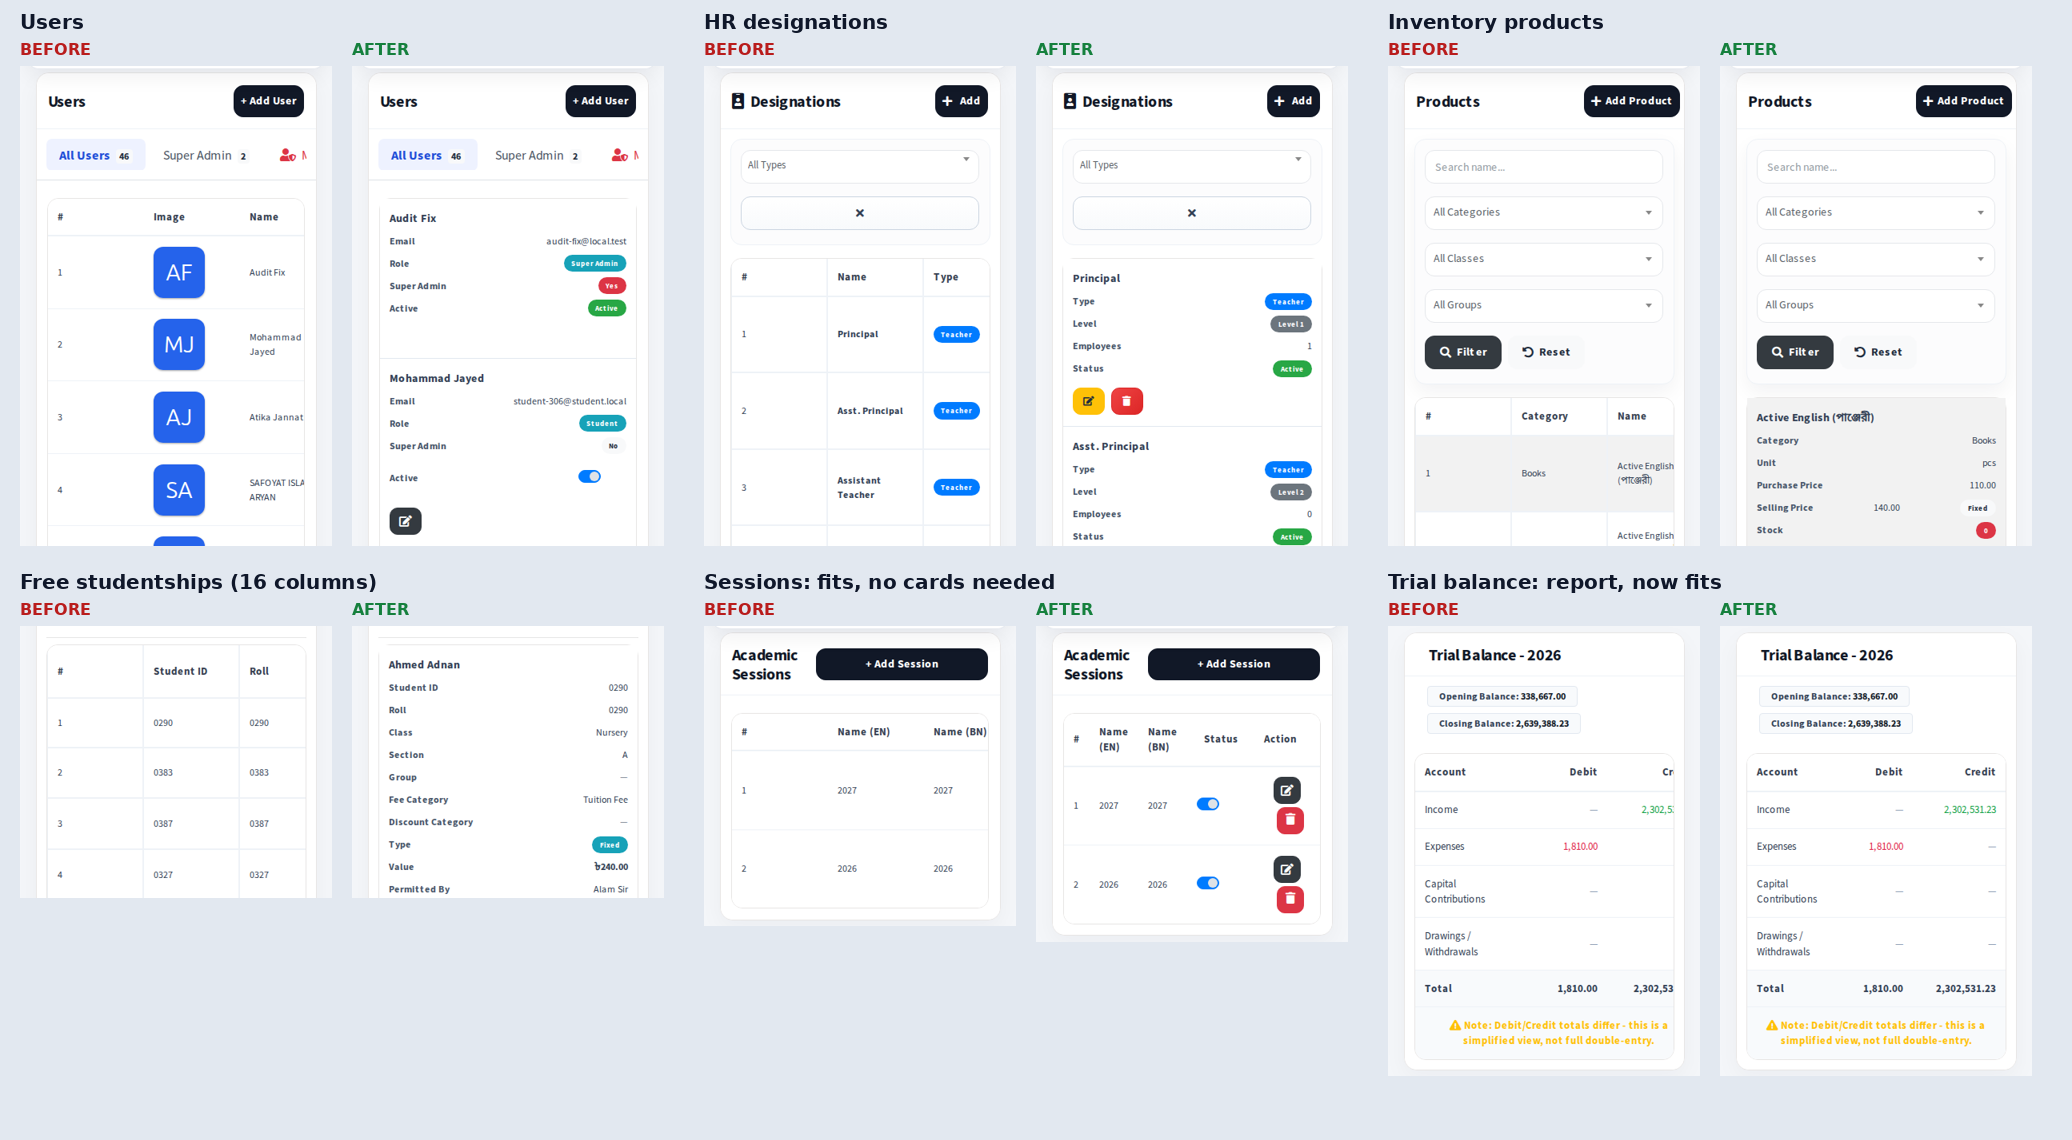 Users
BEFORE
Users
+ Add User
All Users 46
Super Admin 2
#
Image
Name
1
AF
Audit Fix
2
MJ
Mohammad
Jayed
3
AJ
Atika Jannat
4
SA
SAFOYAT ISLA
ARYAN
AFTER
Users
+ Add User
All Users 46
Super Admin 2
Audit Fix
Email
audit-fix@local.test
Role
Super Admin
Super Admin
Yes
Active
Active
Mohammad Jayed
Email
student-306@student.local
Role
Student
Super Admin
No
Active
HR designations
BEFORE
Designations
+ Add
All Types
×
#
Name
Type
1
Principal
Teacher
2
Asst. Principal
Teacher
3
Assistant
Teacher
Teacher
AFTER
Designations
+ Add
All Types
×
Principal
Type
Teacher
Level
Level 1
Employees
1
Status
Active
Asst. Principal
Type
Teacher
Level
Level 2
Employees
0
Status
Active
Inventory products
BEFORE
Products
+ Add Product
Search name...
All Categories
All Classes
All Groups
Filter
Reset
#
Category
Name
1
Books
Active English
(পাঞ্জেরী)
Active English
AFTER
Products
+ Add Product
Search name...
All Categories
All Classes
All Groups
Filter
Reset
Active English (পাঞ্জেরী)
Category
Books
Unit
pcs
Purchase Price
110.00
Selling Price
140.00
Fixed
Stock
0
Free studentships (16 columns)
BEFORE
#
Student ID
Roll
1
0290
0290
2
0383
0383
3
0387
0387
4
0327
0327
AFTER
Ahmed Adnan
Student ID
0290
Roll
0290
Class
Nursery
Section
A
Group
—
Fee Category
Tuition Fee
Discount Category
—
Type
Fixed
Value
৳240.00
Permitted By
Alam Sir
Sessions: fits, no cards needed
BEFORE
Academic
Sessions
+ Add Session
#
Name (EN)
Name (BN)
1
2027
2027
2
2026
2026
AFTER
Academic
Sessions
+ Add Session
#
Name
(EN)
Name
(BN)
Status
Action
1
2027
2027
2
2026
2026
Trial balance: report, now fits
BEFORE
Trial Balance - 2026
Opening Balance: 338,667.00
Closing Balance: 2,639,388.23
Account
Debit
Cr
Income
—
2,302,5
Expenses
1,810.00
Capital
Contributions
—
Drawings /
Withdrawals
—
Total
1,810.00
2,302,53
Note: Debit/Credit totals differ - this is a
simplified view, not full double-entry.
AFTER
Trial Balance - 2026
Opening Balance: 338,667.00
Closing Balance: 2,639,388.23
Account
Debit
Credit
Income
—
2,302,531.23
Expenses
1,810.00
—
Capital
Contributions
—
—
Drawings /
Withdrawals
—
—
Total
1,810.00
2,302,531.23
Note: Debit/Credit totals differ - this is a
simplified view, not full double-entry.